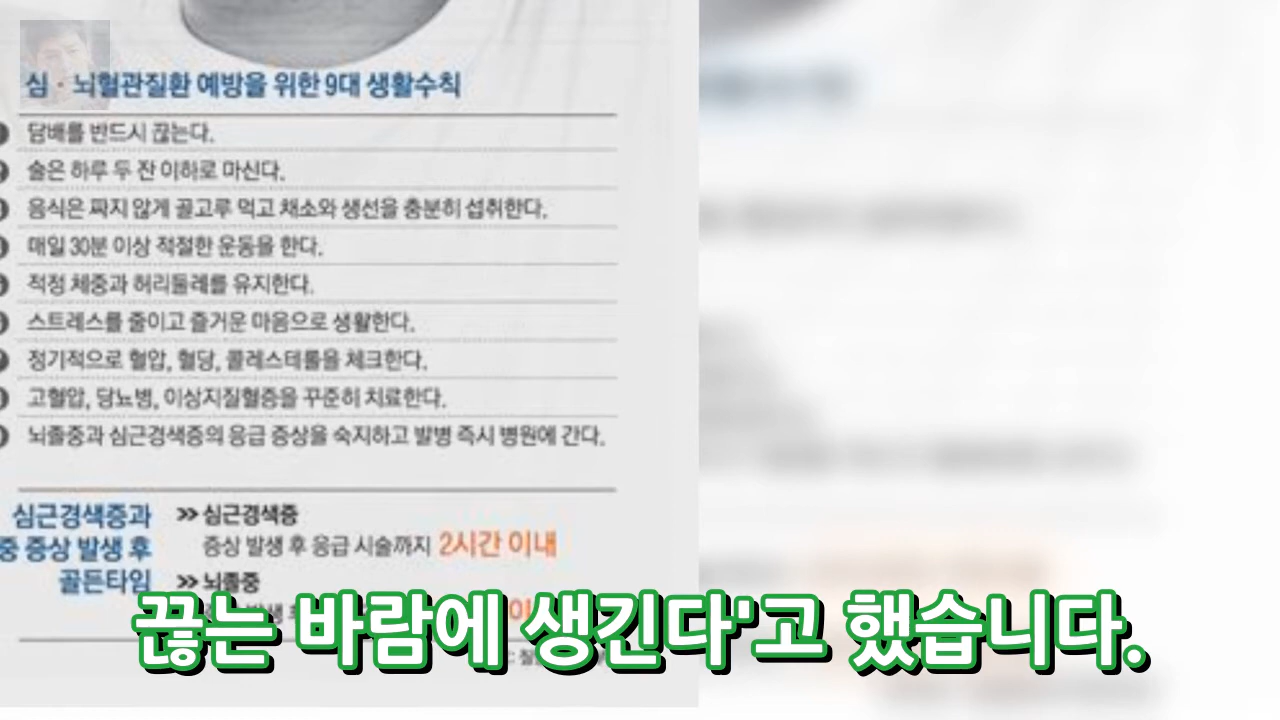 심 · 뇌혈관질환 예방을 위한 9대 생활수칙
담배를 반드시 끊는다.
술은 하루 두 잔 이하로 마신다.
음식은 짜지 않게 골고루 먹고 채소와 생선을 충분히 섭취한다.
매일 30분 이상 적절한 운동을 한다.
적정 체중과 허리둘레를 유지한다.
스트레스를 줄이고 즐거운 마음으로 생활한다.
정기적으로 혈압, 혈당, 콜레스테롤을 체크한다.
고혈압, 당뇨병, 이상지질혈증을 꾸준히 치료한다.
뇌졸중과 심근경색증의 응급 증상을 숙지하고 발병 즉시 병원에 간다.
심근경색증과
중 증상 발생 후
골든타임
>> 심근경색증
증상 발생 후 응급 시술까지 2시간 이내
>> 뇌졸중
끊는 바람에 생긴다'고 했습니다.